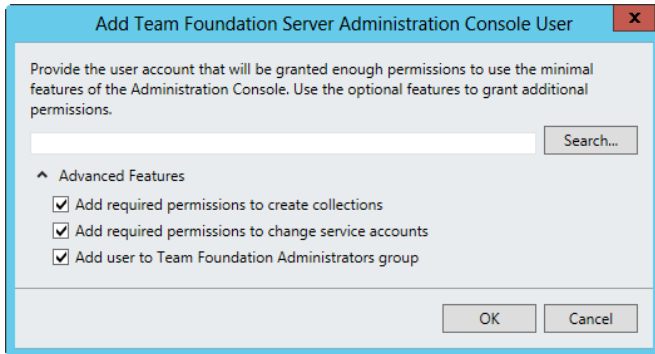 Add Team Foundation Server Administration Console User
x
Provide the user account that will be granted enough permissions to use the minimal
features of the Administration Console. Use the optional features to grant additional
permissions.
Search...
Advanced Features
Add required permissions to create collections
Add required permissions to change service accounts
Add user to Team Foundation Administrators group
OK
Cancel